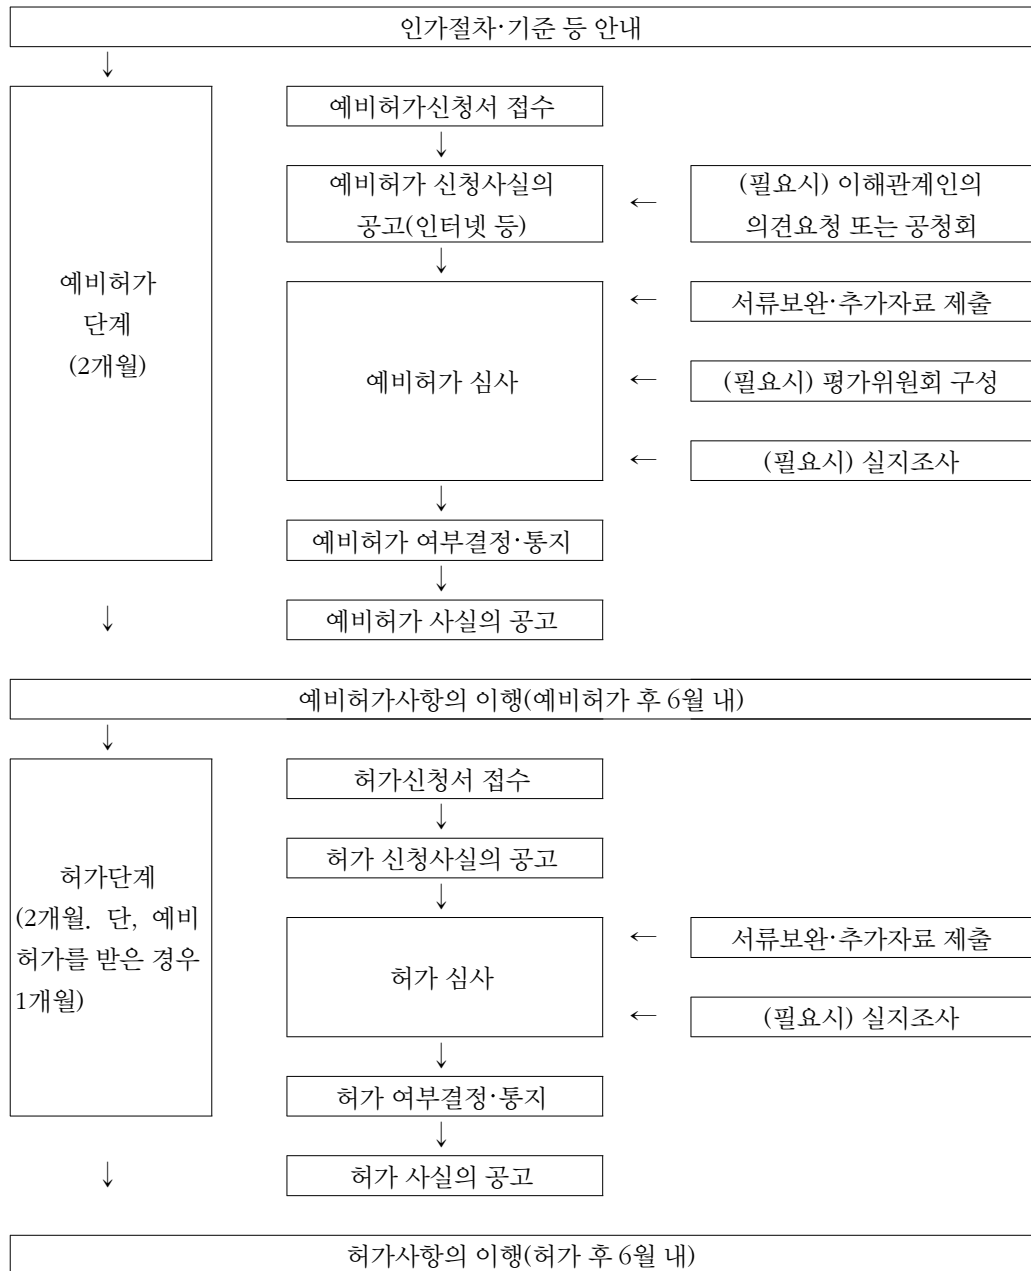 인가절차·기준 등 안내
↓
예비허가
단계
(2개월)
예비허가신청서 접수
↓
예비허가 신청사실의
공고(인터넷 등)
←
(필요시) 이해관계인의
의견요청 또는 공청회
↓
예비허가 심사
←
서류보완·추가자료 제출
←
(필요시) 평가위원회 구성
←
(필요시) 실지조사
↓
예비허가 여부결정·통지
↓
↓
예비허가 사실의 공고
예비허가사항의 이행(예비허가 후 6월 내)
↓
허가단계
(2개월. 단, 예비
허가를 받은 경우
1개월)
허가신청서 접수
↓
허가 신청사실의 공고
↓
허가 심사
←
서류보완·추가자료 제출
←
(필요시) 실지조사
↓
허가 여부결정·통지
↓
↓
허가 사실의 공고
허가사항의 이행(허가 후 6월 내)